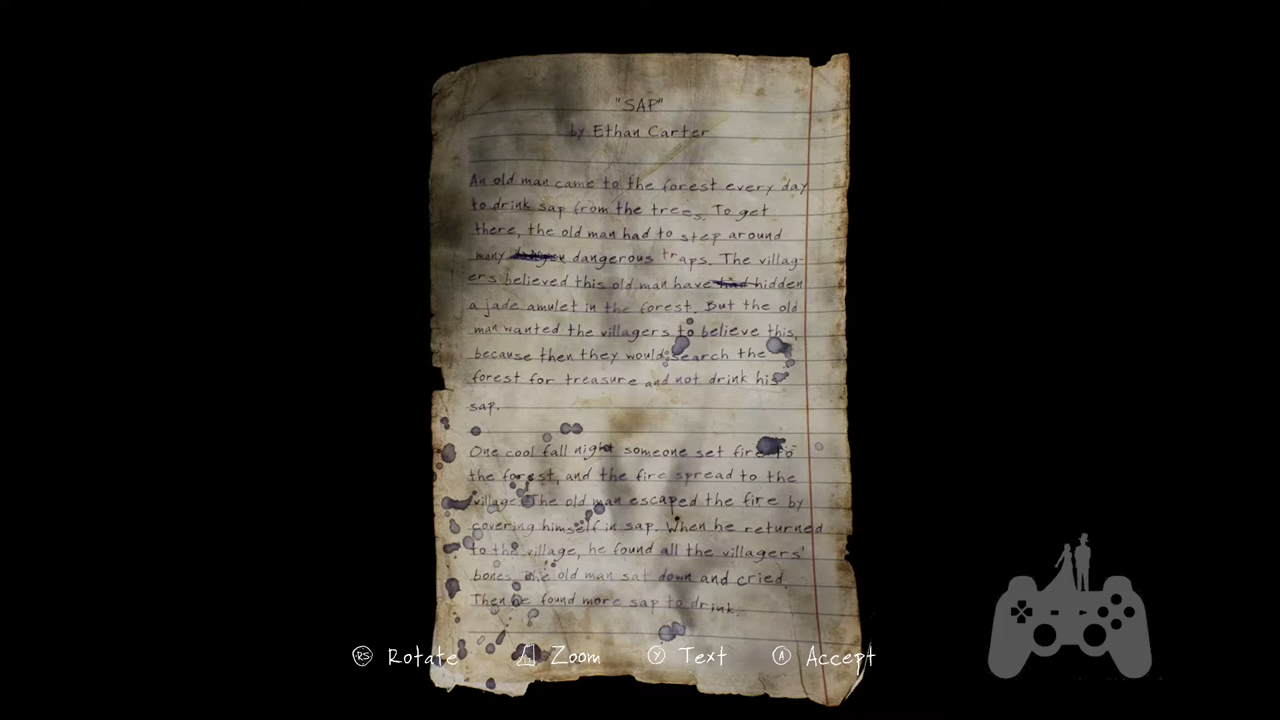 "SAP"
by Ethan Carter
An old man came to the forest every day
to drink sap from the trees. To get
there, the old man had to step around
many dangen dangerous traps. The villag-
ers believed this old man have had hidden
a jade amulet in the forest. But the old
man wanted the villagers to believe this,
because then they would search the
forest for treasure and not drink his
sap.
One cool fall night someone set fire to
the forest, and the fire spread to the
village. The old man escaped the fire by
covering himself in sap. When he returned
to the village, he found all the villagers'
bones. The old man sat down and cried.
Then he found more sap to drink.
RS Rotate Zoom Y Text A Accept